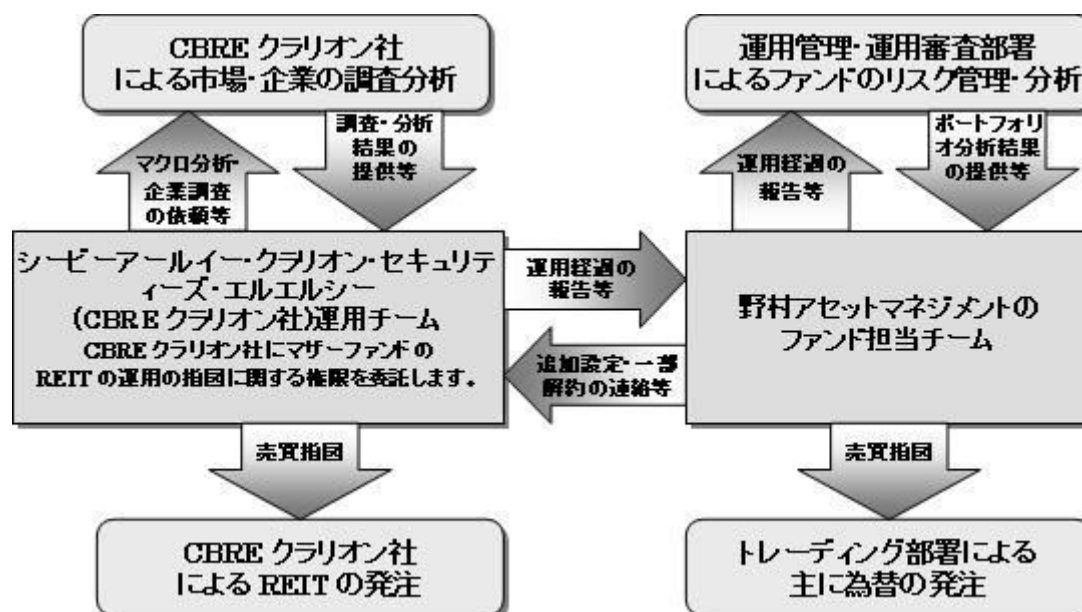 CBRE クラリオン社
による市場・企業の調査分析
運用管理・運用審査部署
によるファンドのリスク管理・分析
マクロ分析・
企業調査
の依頼等
調査・分析
結果の
提供等
運用経過の
報告等
ポートフォリ
オ分析結果
の提供等
シービーアールイー・クラリオン・セキュリテ
ィーズ・エルエルシー
(CBRE クラリオン社)運用チーム
CBRE クラリオン社にマザーファンドの
REIT の運用の指図に関する権限を委託します。
運用経過の
報告等
追加設定・一部
解約の連絡等
野村アセットマネジメントの
ファンド担当チーム
売買指図
売買指図
CBRE クラリオン社
による REIT の発注
トレーディング部署による
主に為替の発注